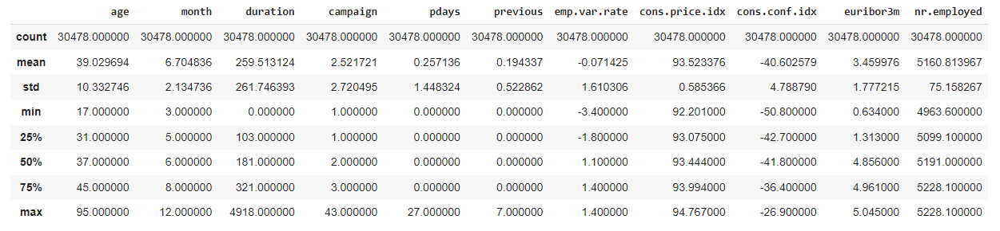 age month duration campaign pdays previous emp.var.rate cons.price.idx cons.conf.idx euribor3m nr.employed
count 30478.000000 30478.000000 30478.000000 30478.000000 30478.000000 30478.000000 30478.000000 30478.000000 30478.000000 30478.000000 30478.000000
mean 39.029694 6.704836 259.513124 2.521721 0.257136 0.194337 -0.071425 93.523376 -40.602579 3.459976 5160.813967
std 10.332746 2.134736 261.746393 2.720495 1.448324 0.522862 1.610306 0.585366 4.788790 1.777215 75.158267
min 17.000000 3.000000 0.000000 1.000000 0.000000 0.000000 -3.400000 92.201000 -50.800000 0.634000 4963.600000
25% 31.000000 5.000000 103.000000 1.000000 0.000000 0.000000 -1.800000 93.075000 -42.700000 1.313000 5099.100000
50% 37.000000 6.000000 181.000000 2.000000 0.000000 0.000000 1.100000 93.444000 -41.800000 4.856000 5191.000000
75% 45.000000 8.000000 321.000000 3.000000 0.000000 0.000000 1.400000 93.994000 -36.400000 4.961000 5228.100000
max 95.000000 12.000000 4918.000000 43.000000 27.000000 7.000000 1.400000 94.767000 -26.900000 5.045000 5228.100000